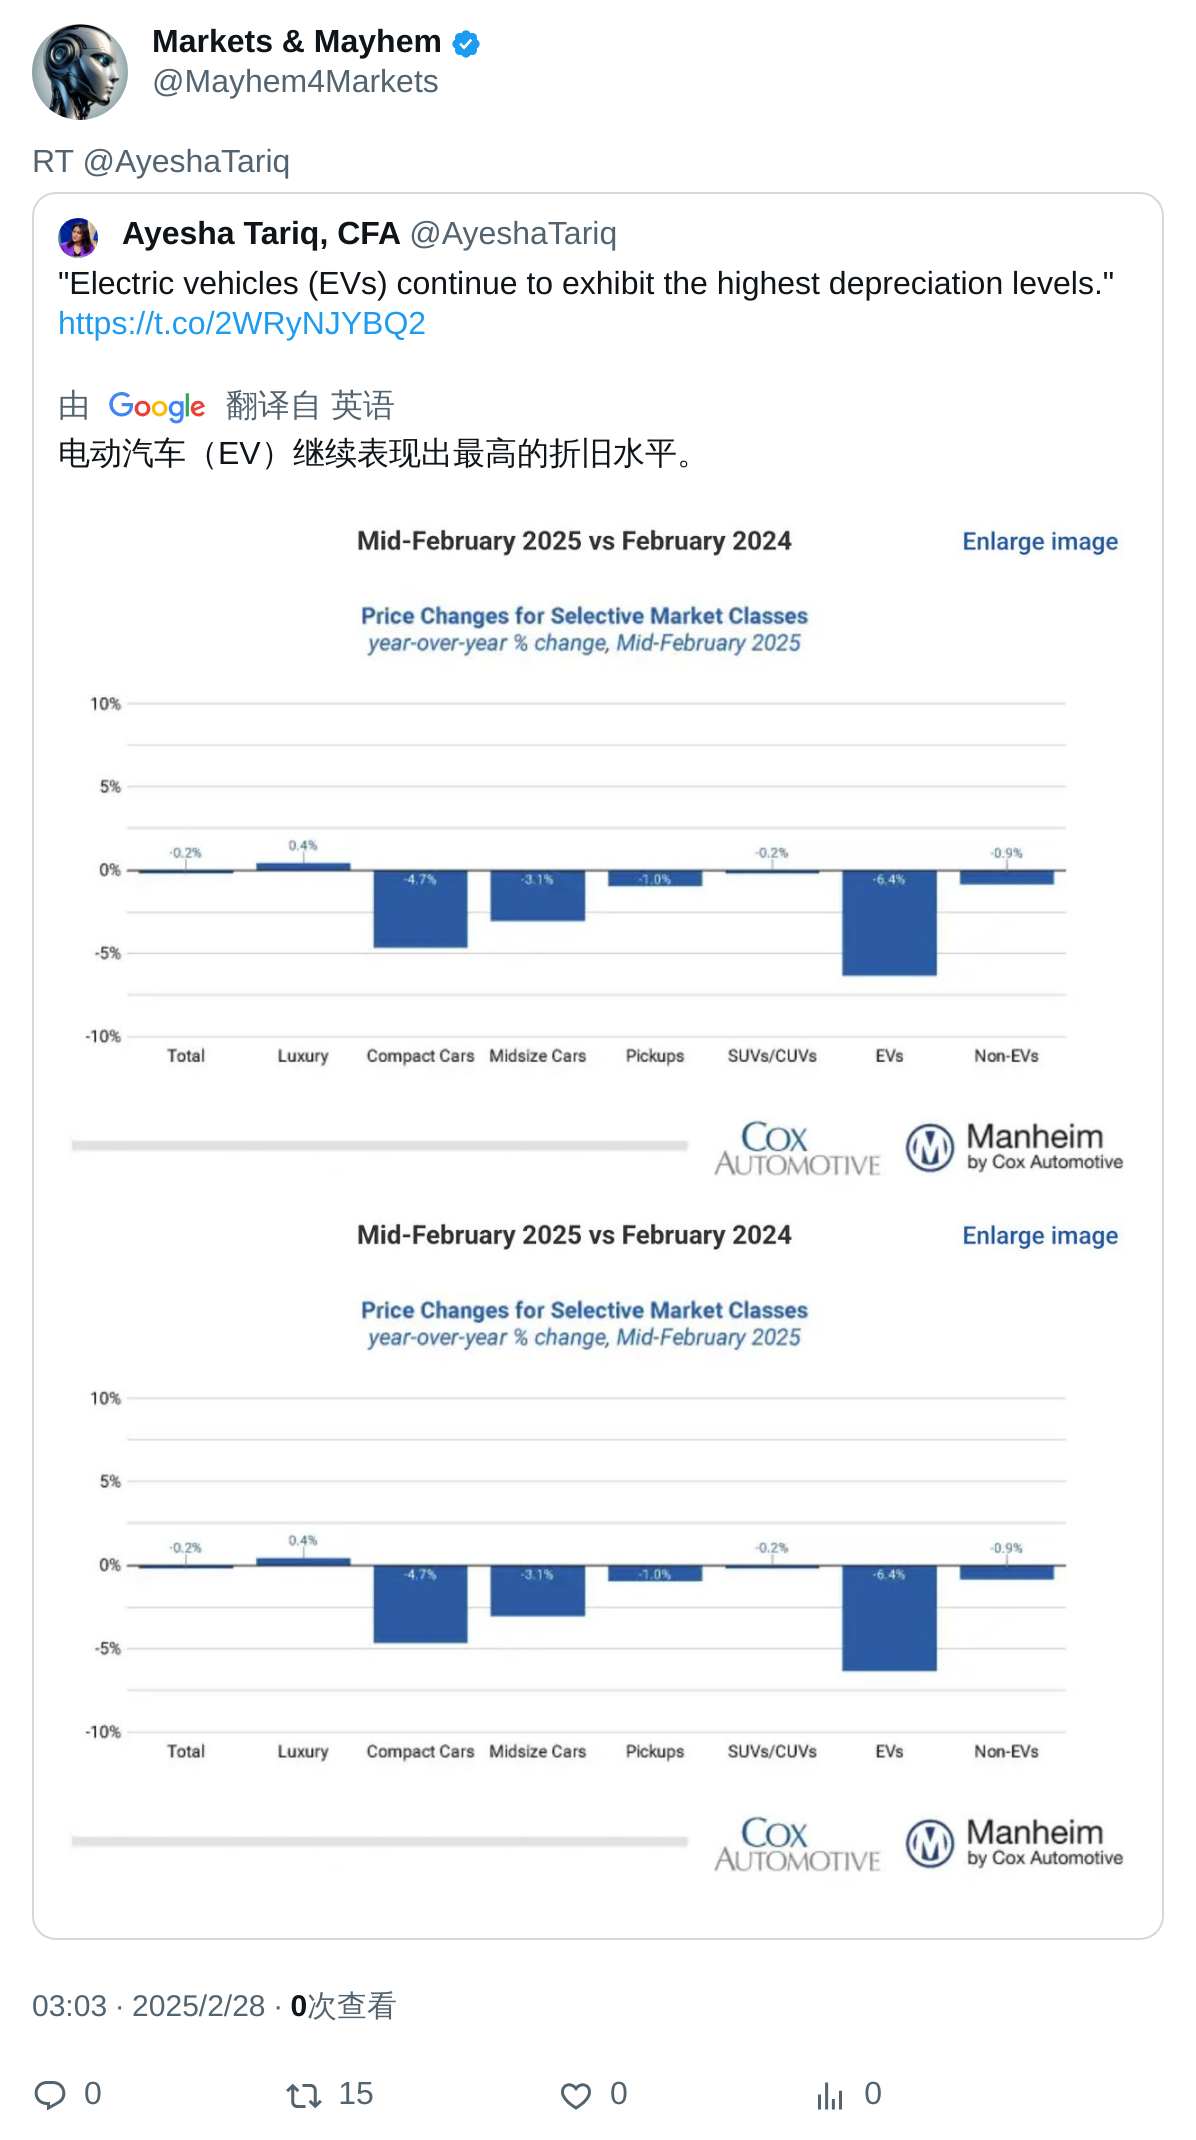 Markets & Mayhem
@Mayhem4Markets
RT @AyeshaTariq
Ayesha Tariq, CFA @AyeshaTariq
"Electric vehicles (EVs) continue to exhibit the highest depreciation levels."
https://t.co/2WRyNJYBQ2
由 Google 翻译自 英语
电动汽车（EV）继续表现出最高的折旧水平。
Mid-February 2025 vs February 2024
Enlarge image
Price Changes for Selective Market Classes
year-over-year % change, Mid-February 2025
10%
5%
0%
-5%
-10%
-0.2%
0.4%
-4.7%
-3.1%
-1.0%
-0.2%
-6.4%
-0.9%
Total
Luxury
Compact Cars
Midsize Cars
Pickups
SUVs/CUVs
EVs
Non-EVs
COX
AUTOMOTIVE
Manheim
by Cox Automotive
Mid-February 2025 vs February 2024
Enlarge image
Price Changes for Selective Market Classes
year-over-year % change, Mid-February 2025
10%
5%
0%
-5%
-10%
-0.2%
0.4%
-4.7%
-3.1%
-1.0%
-0.2%
-6.4%
-0.9%
Total
Luxury
Compact Cars
Midsize Cars
Pickups
SUVs/CUVs
EVs
Non-EVs
COX
AUTOMOTIVE
Manheim
by Cox Automotive
03:03 · 2025/2/28 · 0次查看
0
15
0
0